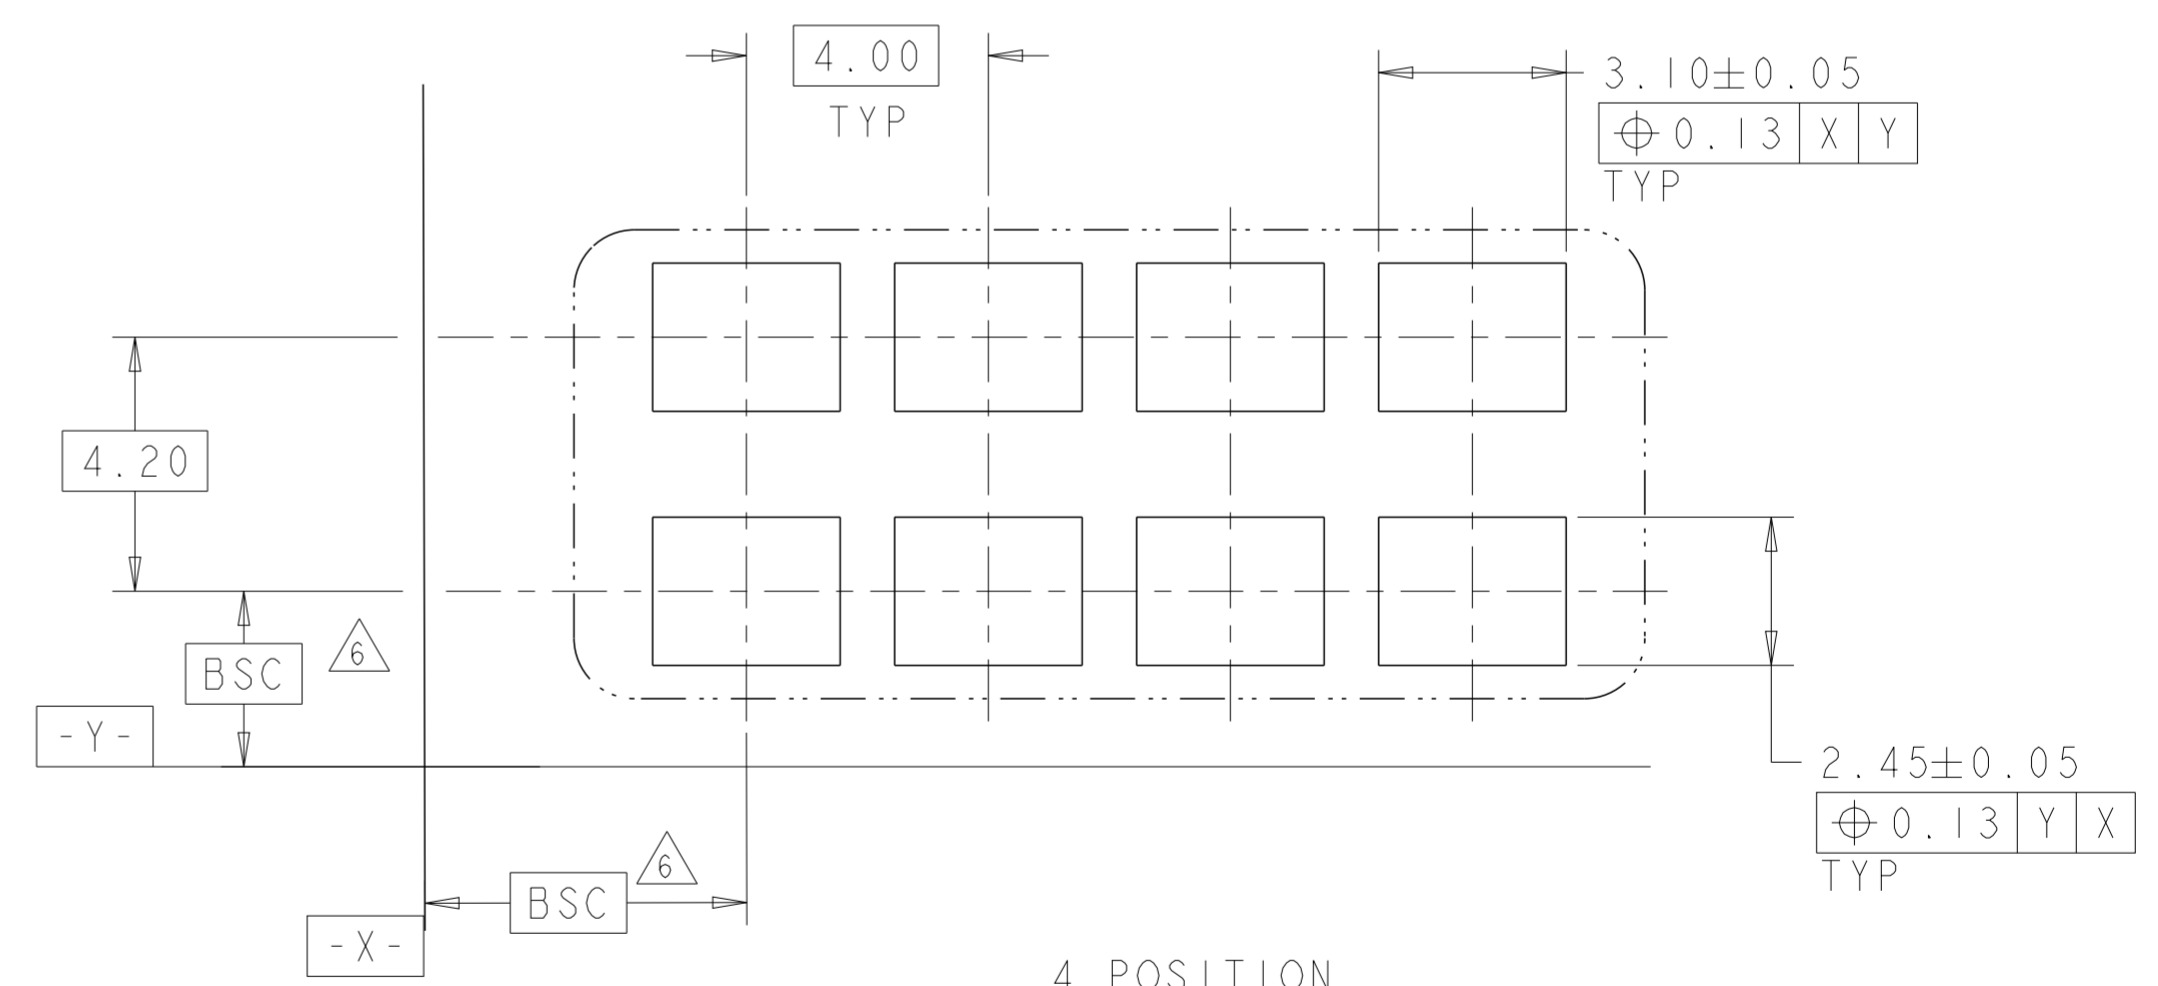 4.00
TYP
3.10±0.05
⌖ 0.13 X Y
TYP
4.20
BSC 6
-Y-
2.45±0.05
⌖ 0.13 Y X
TYP
BSC 6
-X-
4 POSITION